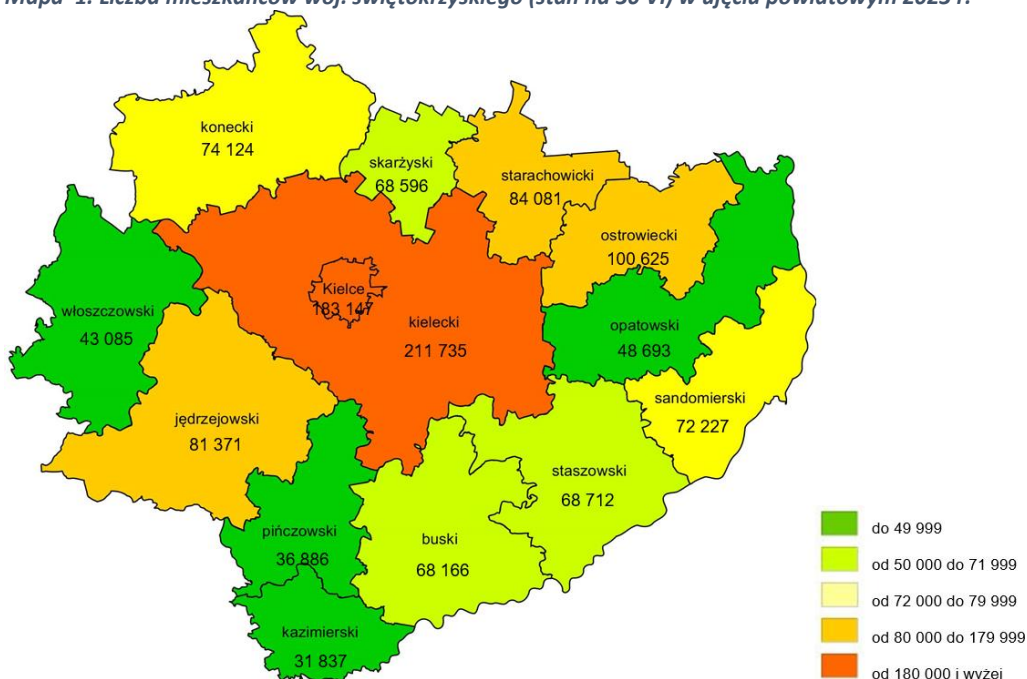 Mapa 1. Liczba mieszkańców woj. świętokrzyskiego (stan na 30 VI) w ujęciu powiatowym 2023 r.
konecki
74 124
skarżyski
68 596
starachowicki
84 081
ostrowiecki
100 625
Kielce
183 147
włoszczowski
43 085
kielecki
211 735
opatowski
48 693
sandomierski
72 227
jędrzejowski
81 371
staszowski
68 712
pińczowski
36 886
buski
68 166
kazimierski
31 837
do 49 999
od 50 000 do 71 999
od 72 000 do 79 999
od 80 000 do 179 999
od 180 000 i wyżej